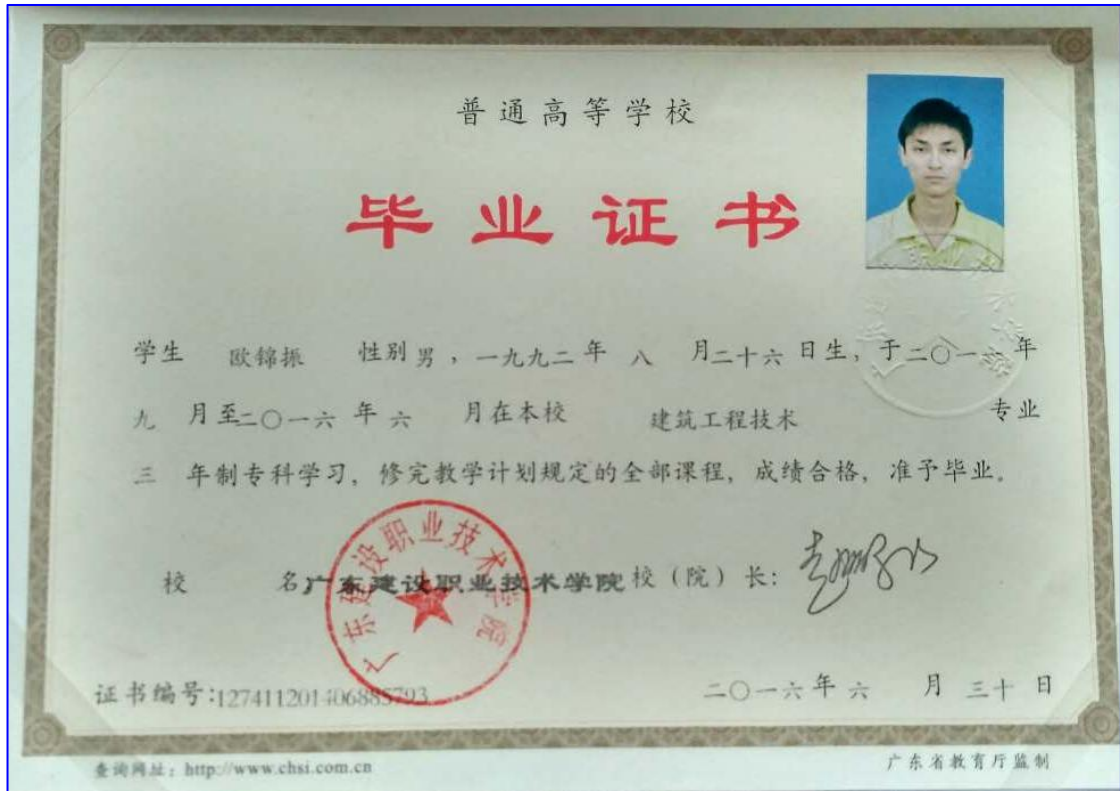 普通高等学校
毕业证书
学生 欧锦振 性别 男，一九九二 年 八 月 二十六 日生，于二〇一 年
九 月至二〇一六 年 六 月在本校 建筑工程技术 专业
三 年制专科学习，修完教学计划规定的全部课程，成绩合格，准予毕业。
广东建设职业技术学院
校 名 广东建设职业技术学院 校（院）长：
证书编号：127411201406885793
二〇一六 年 六 月 三十 日
查询网址：http://www.chsi.com.cn
广东省教育厅监制